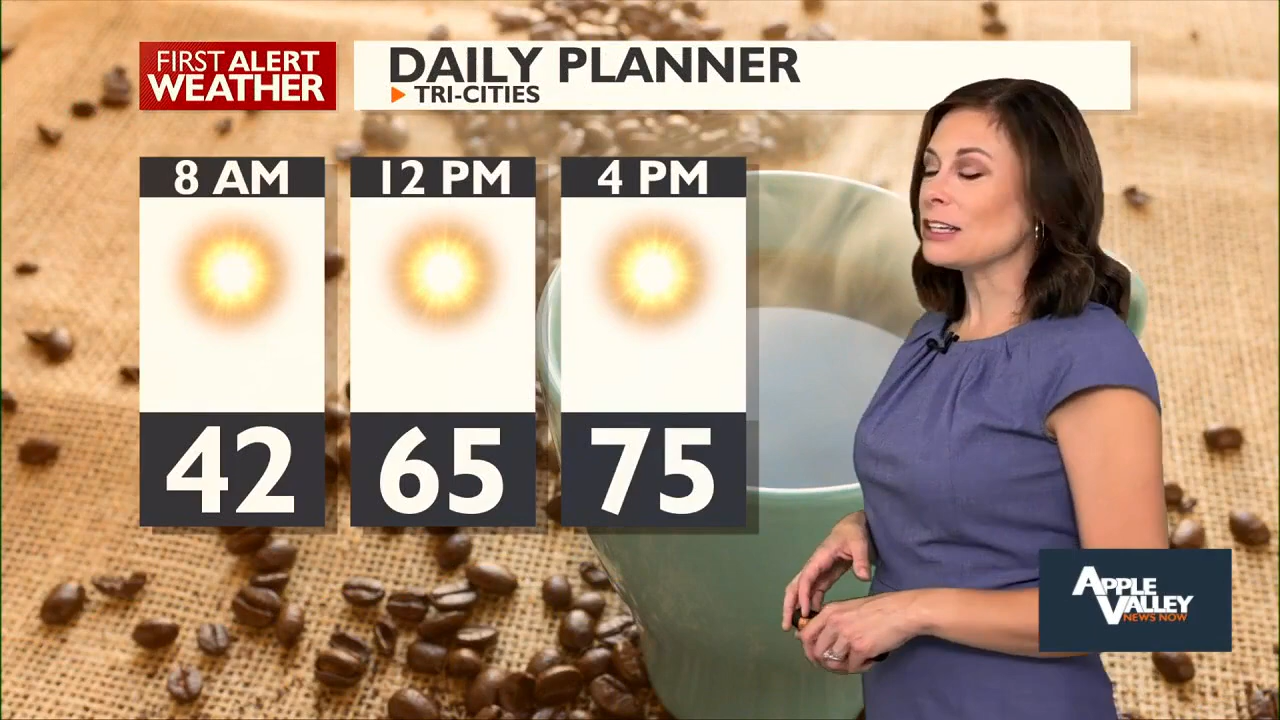 FIRST ALERT
WEATHER
DAILY PLANNER
TRI-CITIES
8 AM
12 PM
4 PM
42
65
75
APPLE
VALLEY
NEWS NOW